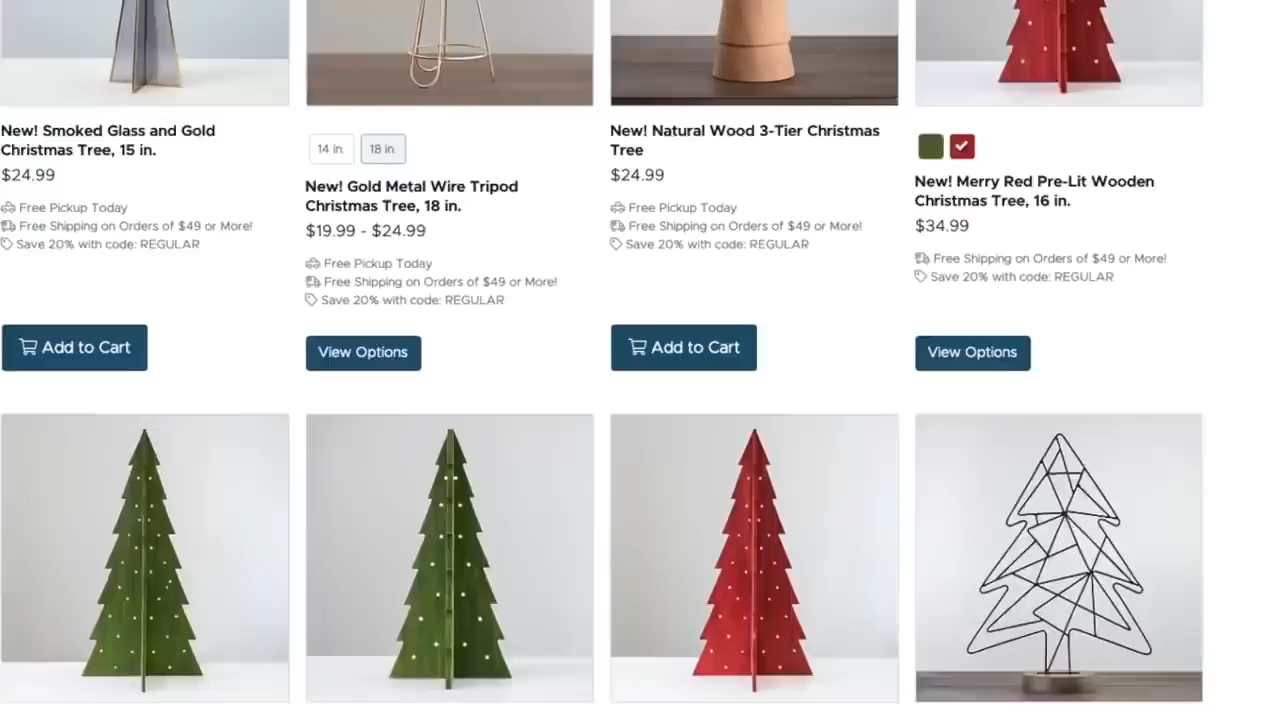 New! Smoked Glass and Gold
Christmas Tree, 15 in.
$24.99
Free Pickup Today
Free Shipping on Orders of $49 or More!
Save 20% with code: REGULAR
Add to Cart
14 in.
18 in.
New! Gold Metal Wire Tripod
Christmas Tree, 18 in.
$19.99 - $24.99
Free Pickup Today
Free Shipping on Orders of $49 or More!
Save 20% with code: REGULAR
View Options
New! Natural Wood 3-Tier Christmas
Tree
$24.99
Free Pickup Today
Free Shipping on Orders of $49 or More!
Save 20% with code: REGULAR
Add to Cart
New! Merry Red Pre-Lit Wooden
Christmas Tree, 16 in.
$34.99
Free Shipping on Orders of $49 or More!
Save 20% with code: REGULAR
View Options